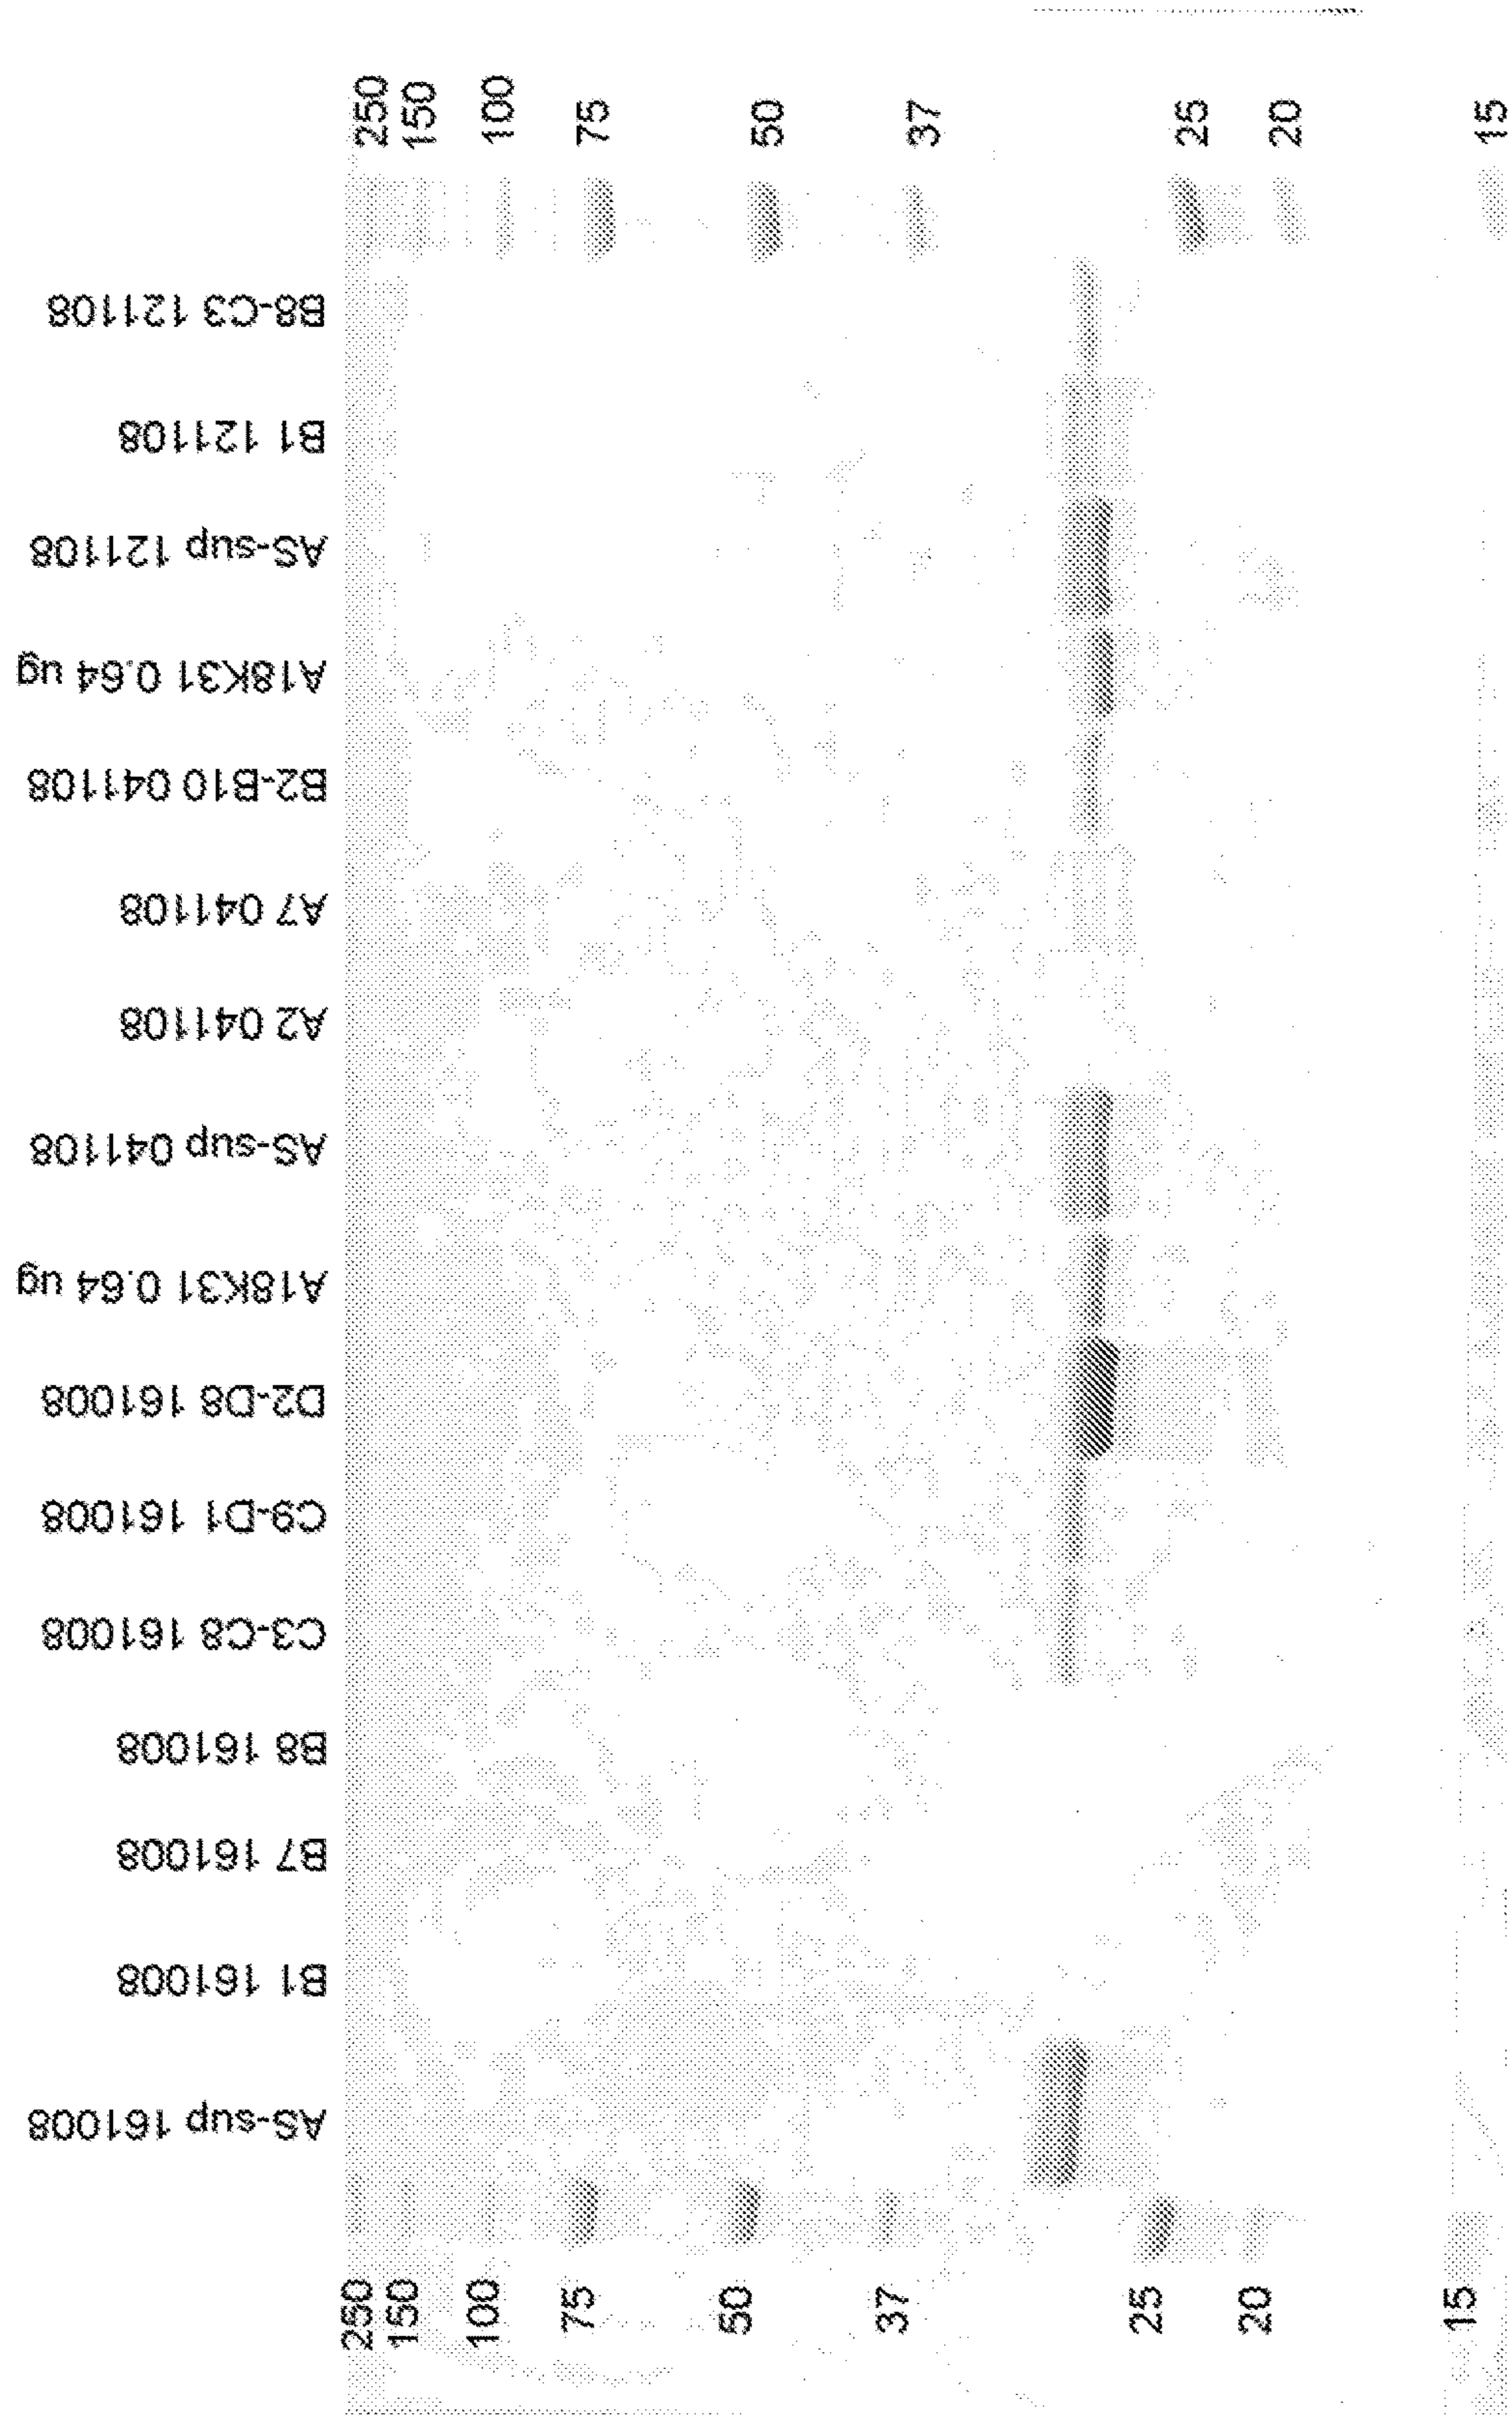 250
150
100
75
50
37
25
20
15
AS-sup 161008
B1 161008
B7 161008
B8 161008
C3-C8 161008
C9-D1 161008
D2-D8 161008
A18K31 0.64 ug
AS-sup 041108
A2 041108
A7 041108
B2-B10 041108
A18K31 0.64 ug
AS-sup 121108
B1 121108
B8-C3 121108
250
150
100
75
50
37
25
20
15